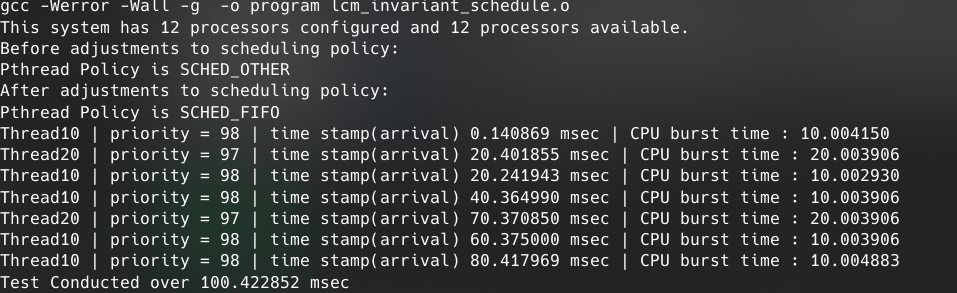 gcc -Werror -Wall -g  -o program lcm_invariant_schedule.o
This system has 12 processors configured and 12 processors available.
Before adjustments to scheduling policy:
Pthread Policy is SCHED_OTHER
After adjustments to scheduling policy:
Pthread Policy is SCHED_FIFO
Thread10 | priority = 98 | time stamp(arrival) 0.140869 msec | CPU burst time : 10.004150
Thread20 | priority = 97 | time stamp(arrival) 20.401855 msec | CPU burst time : 20.003906
Thread10 | priority = 98 | time stamp(arrival) 20.241943 msec | CPU burst time : 10.002930
Thread10 | priority = 98 | time stamp(arrival) 40.364990 msec | CPU burst time : 10.003906
Thread20 | priority = 97 | time stamp(arrival) 70.370850 msec | CPU burst time : 20.003906
Thread10 | priority = 98 | time stamp(arrival) 60.375000 msec | CPU burst time : 10.003906
Thread10 | priority = 98 | time stamp(arrival) 80.417969 msec | CPU burst time : 10.004883
Test Conducted over 100.422852 msec